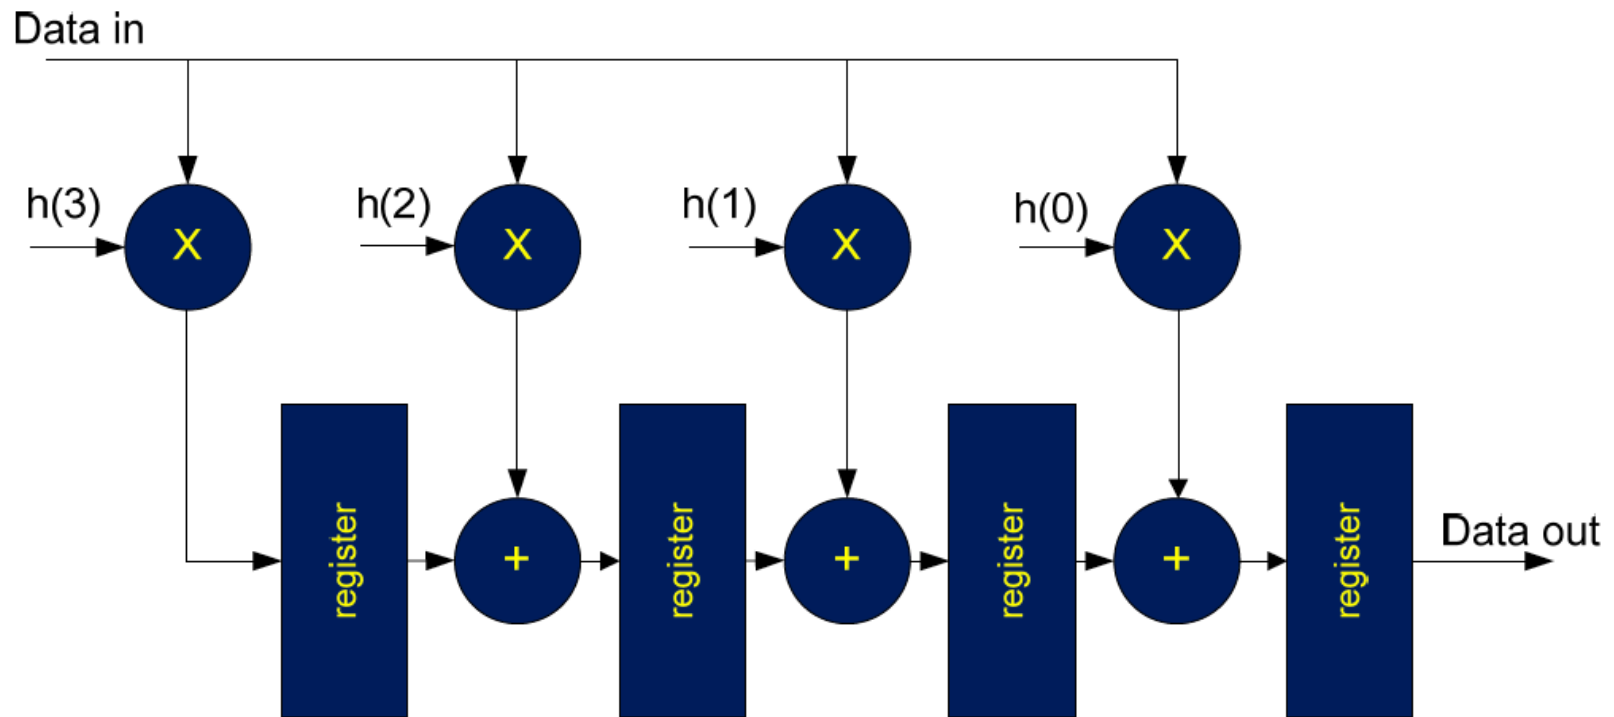 Data in
h(3)
X
h(2)
X
h(1)
X
h(0)
X
register
+
register
+
register
+
register
Data out